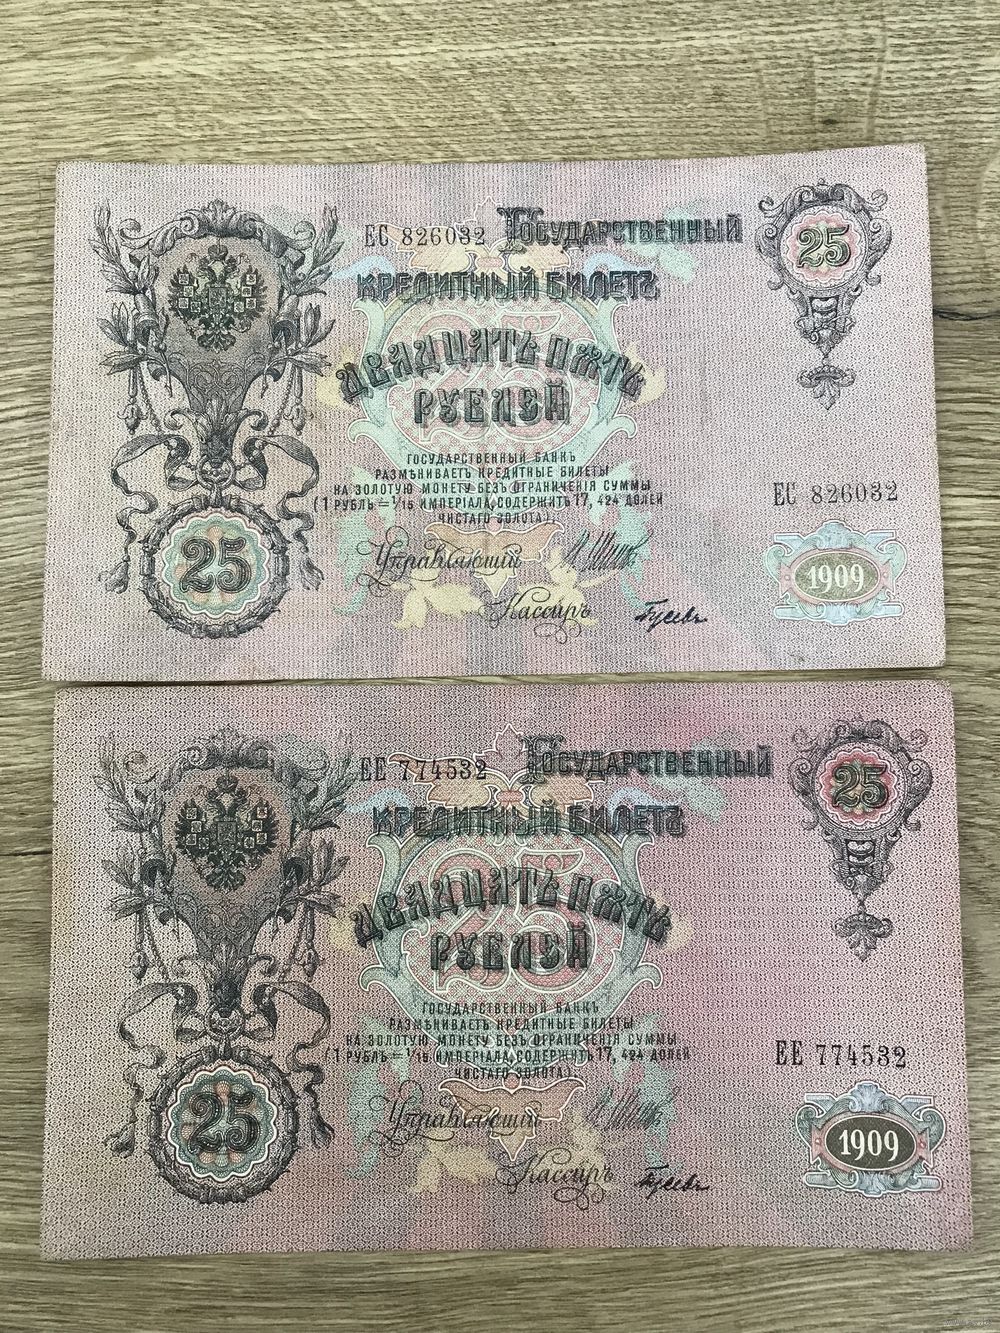 ЕС 826032 ГОСУДАРСТВЕННЫЙ
КРЕДИТНЫЙ БИЛЕТЪ
25
ДВАДЦАТЬ ПЯТЬ
РУБЛЕЙ
ГОСУДАРСТВЕННЫЙ БАНКЪ
РАЗМѢНИВАЕТЪ КРЕДИТНЫЕ БИЛЕТЫ
НА ЗОЛОТУЮ МОНЕТУ БЕЗЪ ОГРАНИЧЕНІЯ СУММЫ
(1 РУБЛЬ = 1/15 ИМПЕРІАЛА, СОДЕРЖИТЪ 17, 424 ДОЛЕЙ
ЧИСТАГО ЗОЛОТА).
ЕС 826032
25
Управляющій
1909
Кассиръ Гусевъ
ЕЕ 774532 ГОСУДАРСТВЕННЫЙ
КРЕДИТНЫЙ БИЛЕТЪ
25
ДВАДЦАТЬ ПЯТЬ
РУБЛЕЙ
ГОСУДАРСТВЕННЫЙ БАНКЪ
РАЗМѢНИВАЕТЪ КРЕДИТНЫЕ БИЛЕТЫ
НА ЗОЛОТУЮ МОНЕТУ БЕЗЪ ОГРАНИЧЕНІЯ СУММЫ
(1 РУБЛЬ = 1/15 ИМПЕРІАЛА, СОДЕРЖИТЪ 17, 424 ДОЛЕЙ
ЧИСТАГО ЗОЛОТА).
ЕЕ 774532
25
Управляющій
1909
Кассиръ Гусевъ